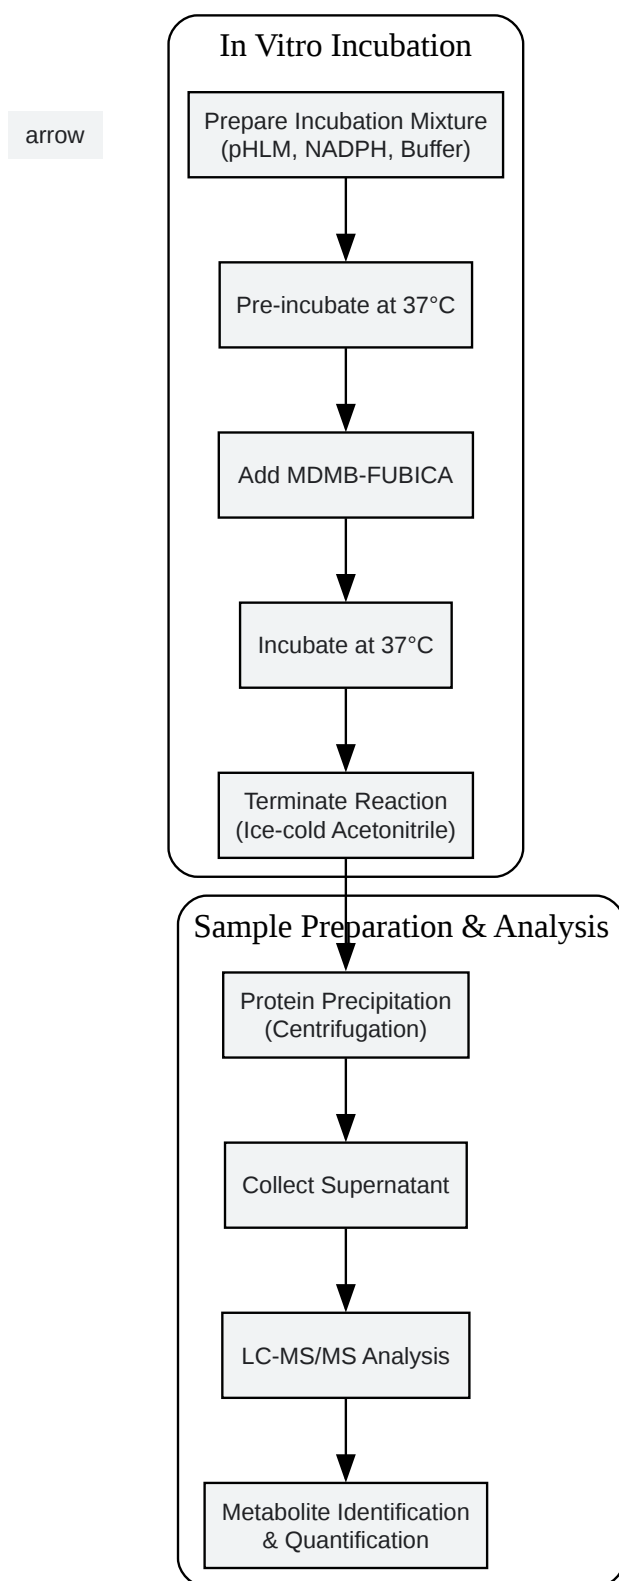 In Vitro Incubation
arrow
Prepare Incubation Mixture
(pHLM, NADPH, Buffer)
Pre-incubate at 37°C
Add MDMB-FUBICA
Incubate at 37°C
Terminate Reaction
(Ice-cold Acetonitrile)
Sample Preparation & Analysis
Protein Precipitation
(Centrifugation)
Collect Supernatant
LC-MS/MS Analysis
Metabolite Identification
& Quantification